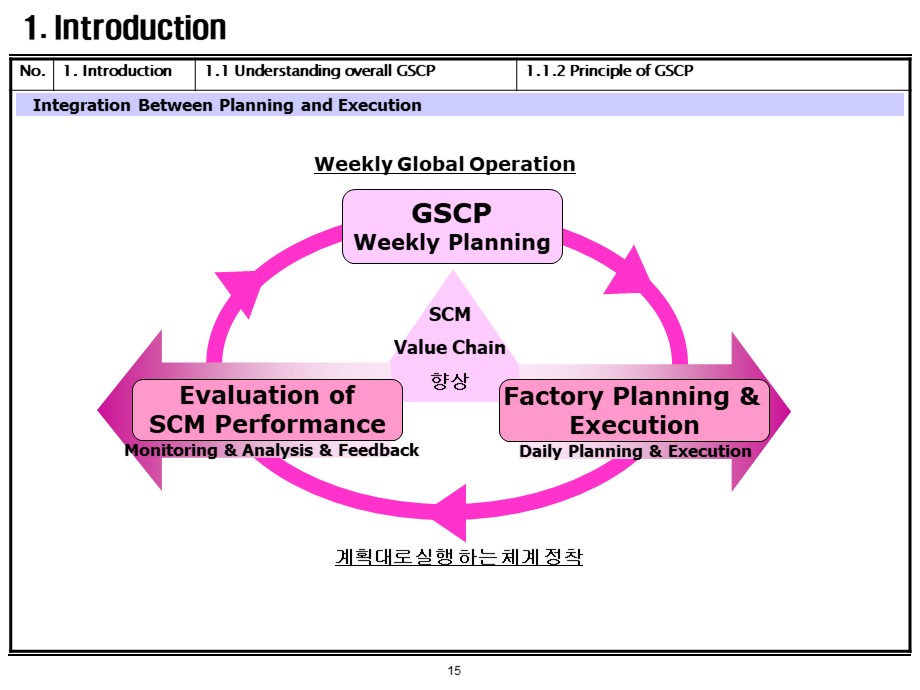 1. Introduction
No. 1. Introduction 1.1 Understanding overall GSCP 1.1.2 Principle of GSCP
Integration Between Planning and Execution
Weekly Global Operation
GSCP
Weekly Planning
SCM
Value Chain
향상
Evaluation of
SCM Performance
Monitoring & Analysis & Feedback
Factory Planning &
Execution
Daily Planning & Execution
계획대로실행 하는 체계 정착
15